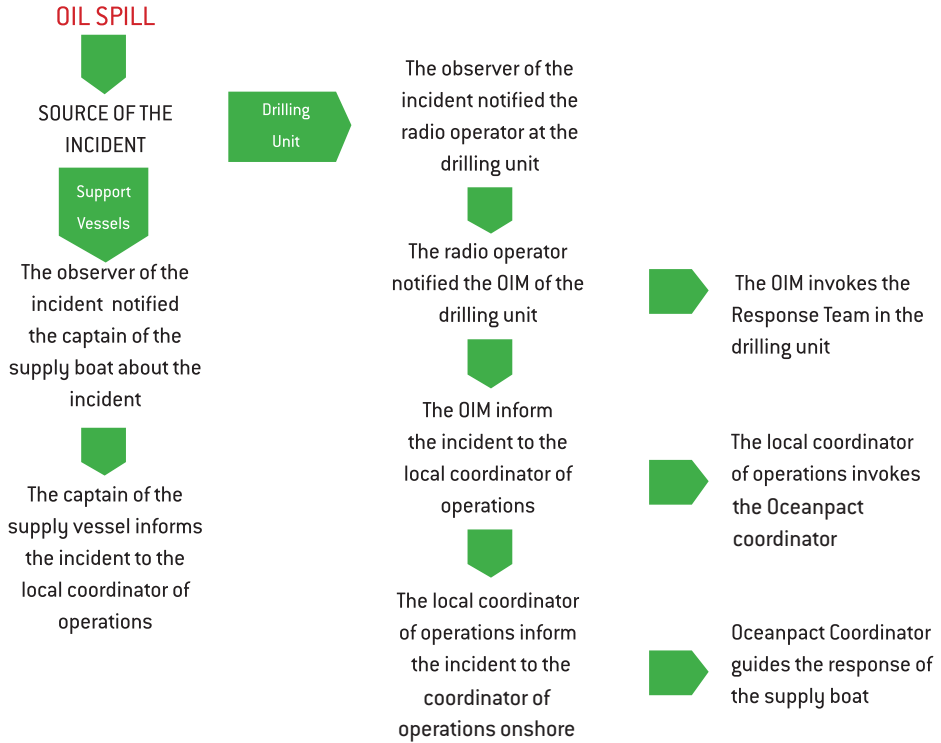 OIL SPILL
SOURCE OF THE
INCIDENT
Support
Vessels
The observer of the
incident notified
the captain of the
supply boat about the
incident
The captain of the
supply vessel informs
the incident to the
local coordinator of
operations
Drilling
Unit
The observer of the
incident notified the
radio operator at the
drilling unit
The radio operator
notified the OIM of the
drilling unit
The OIM inform
the incident to the
local coordinator of
operations
The local coordinator
of operations inform
the incident to the
coordinator of
operations onshore
The OIM invokes the
Response Team in the
drilling unit
The local coordinator
of operations invokes
the Oceanpact
coordinator
Oceanpact Coordinator
guides the response of
the supply boat